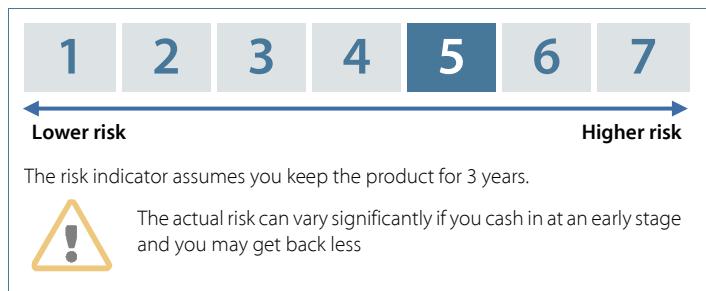 1 2 3 4 5 6 7
Lower risk Higher risk
The risk indicator assumes you keep the product for 3 years.
The actual risk can vary significantly if you cash in at an early stage
and you may get back less